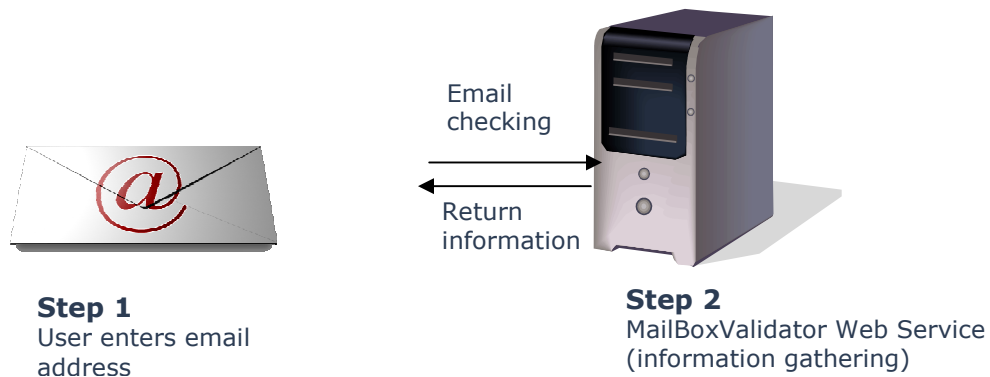 Email
checking
Return
information
@
Step 1
User enters email
address
Step 2
MailBoxValidator Web Service
(information gathering)